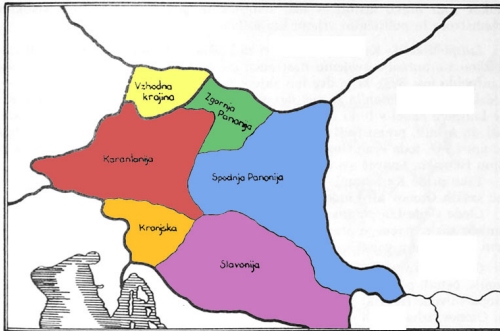 Vzhodna
krajina
Zgornja
Panonija
Karantanija
Spodnja Panonija
Kranjska
Slavonija